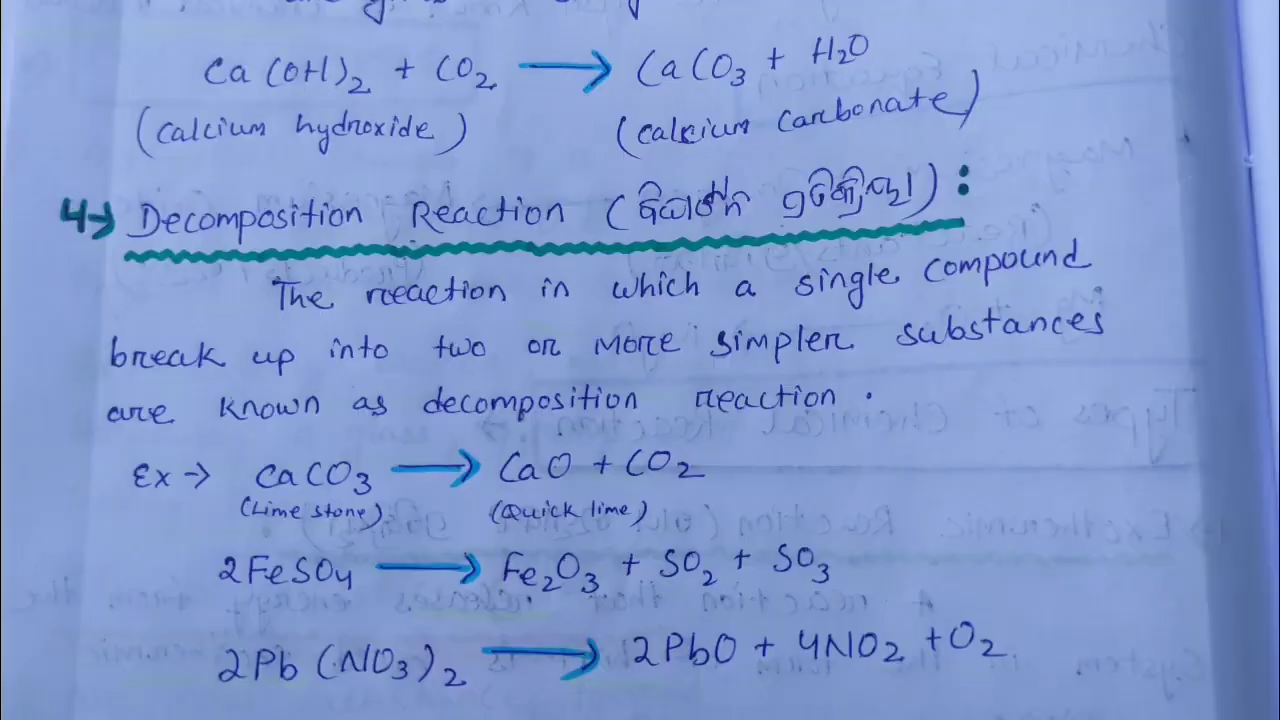 Ca(OH)₂ + CO₂ → CaCO₃ + H₂O
(calcium hydroxide) (calcium carbonate)
4→ Decomposition Reaction (ବିଘଟନ ପ୍ରତିକ୍ରିୟା) :
The reaction in which a single compound
break up into two or more simpler substances
are known as decomposition reaction.
Ex → CaCO₃ → CaO + CO₂
(Lime stone) (Quick lime)
2FeSO₄ → Fe₂O₃ + SO₂ + SO₃
2Pb(NO₃)₂ → 2PbO + 4NO₂ + O₂